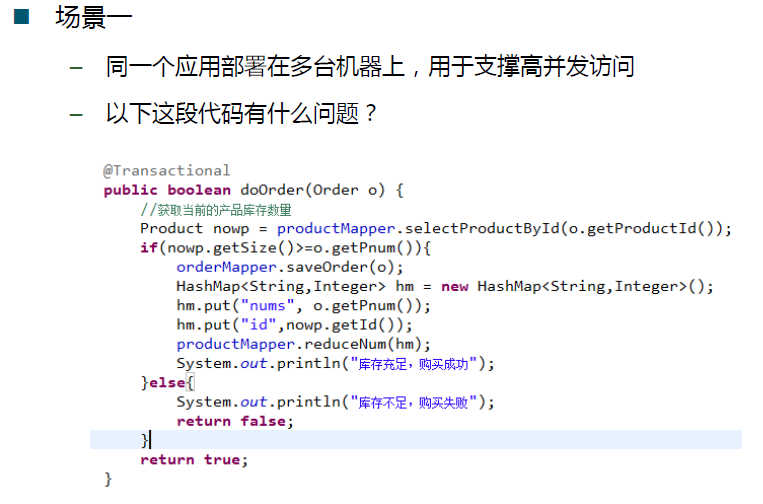 场景一
– 同一个应用部署在多台机器上，用于支撑高并发访问
– 以下这段代码有什么问题？
@Transactional
public boolean doOrder(Order o) {
//获取当前的产品库存数量
Product nowp = productMapper.selectProductById(o.getProductId());
if(nowp.getSize()>=o.getPnum()){
orderMapper.saveOrder(o);
HashMap<String,Integer> hm = new HashMap<String,Integer>();
hm.put("nums", o.getPnum());
hm.put("id",nowp.getId());
productMapper.reduceNum(hm);
System.out.println("库存充足，购买成功");
}else{
System.out.println("库存不足，购买失败");
return false;
}
return true;
}